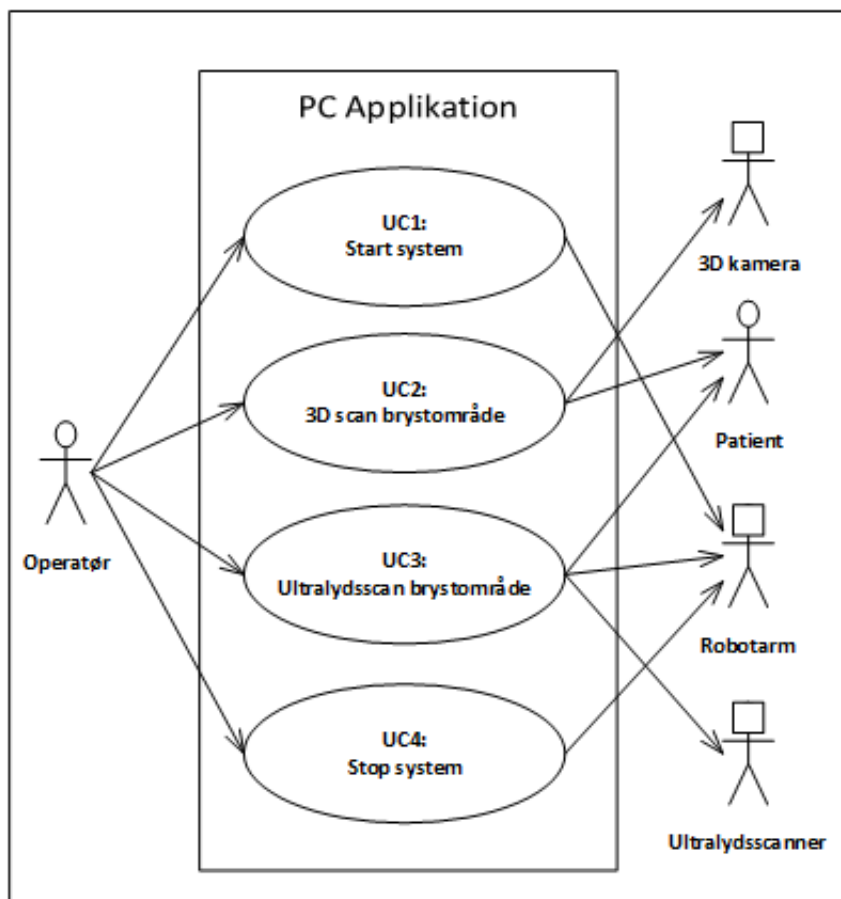 PC Applikation
UC1:
Start system
3D kamera
UC2:
3D scan brystområde
Patient
Operatør
UC3:
Ultralydsscan brystområde
Robotarm
UC4:
Stop system
Ultralydsscanner